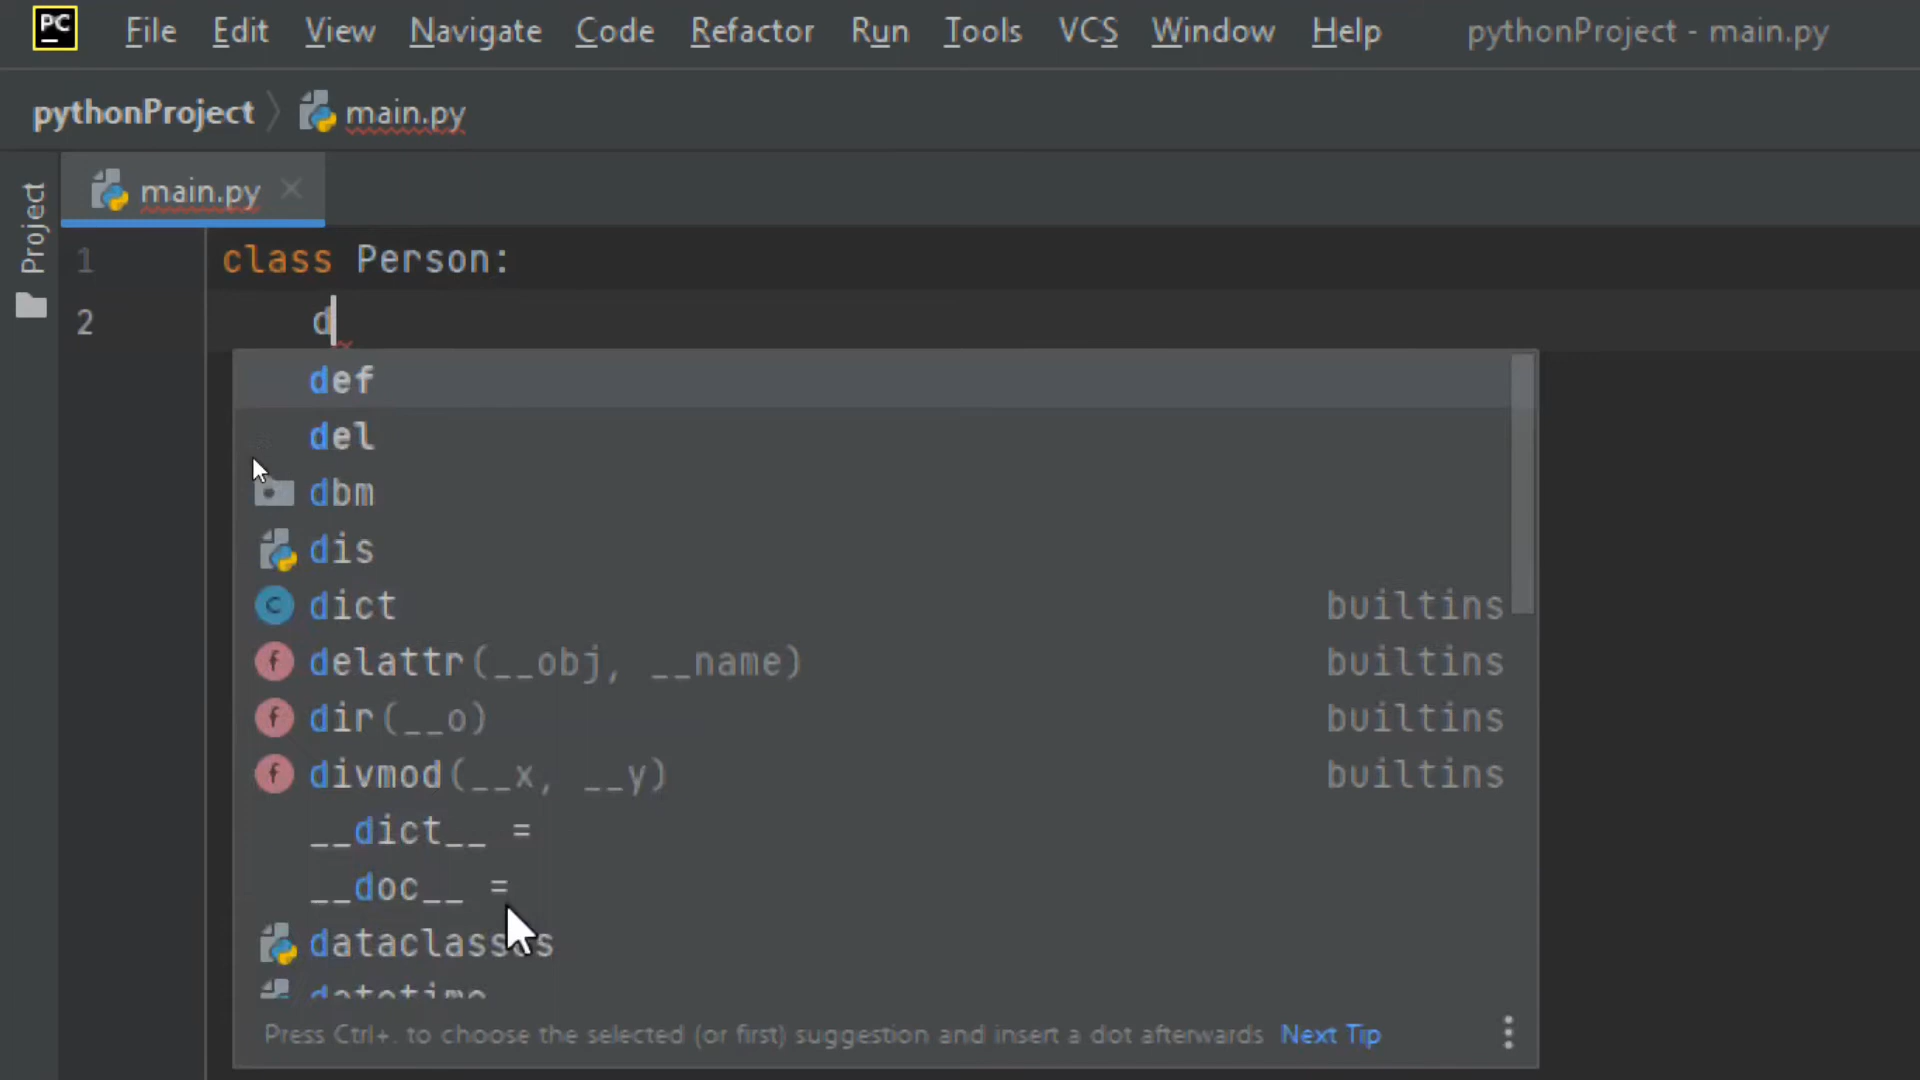 PC File Edit View Navigate Code Refactor Run Tools VCS Window Help pythonProject - main.py
pythonProject main.py
Project
main.py
1 class Person:
2 d
def
del
dbm
dis
dict builtins
delattr(__obj, __name) builtins
dir(__o) builtins
divmod(__x, __y) builtins
__dict__ =
__doc__ =
dataclasses
datetime
Press Ctrl+. to choose the selected (or first) suggestion and insert a dot afterwards Next Tip